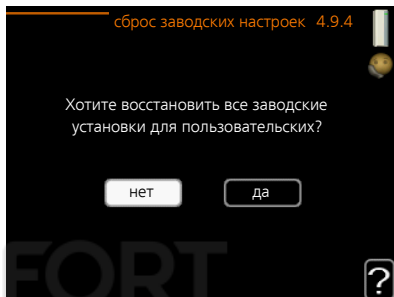 сброс заводских настроек 4.9.4
Хотите восстановить все заводские
установки для пользовательских?
нет
да
FORT
?